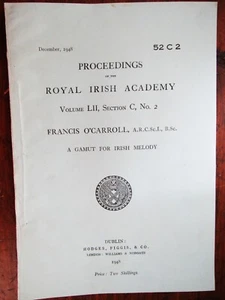 December, 1948
52 C 2
PROCEEDINGS
OF THE
ROYAL IRISH ACADEMY
VOLUME LII, SECTION C, No. 2
FRANCIS O'CARROLL, A.R.C.Sc.I., B.Sc.
A GAMUT FOR IRISH MELODY
DUBLIN:
HODGES, FIGGIS, & CO.
LONDON: WILLIAMS & NORGATE
1948
Price: Two Shillings.